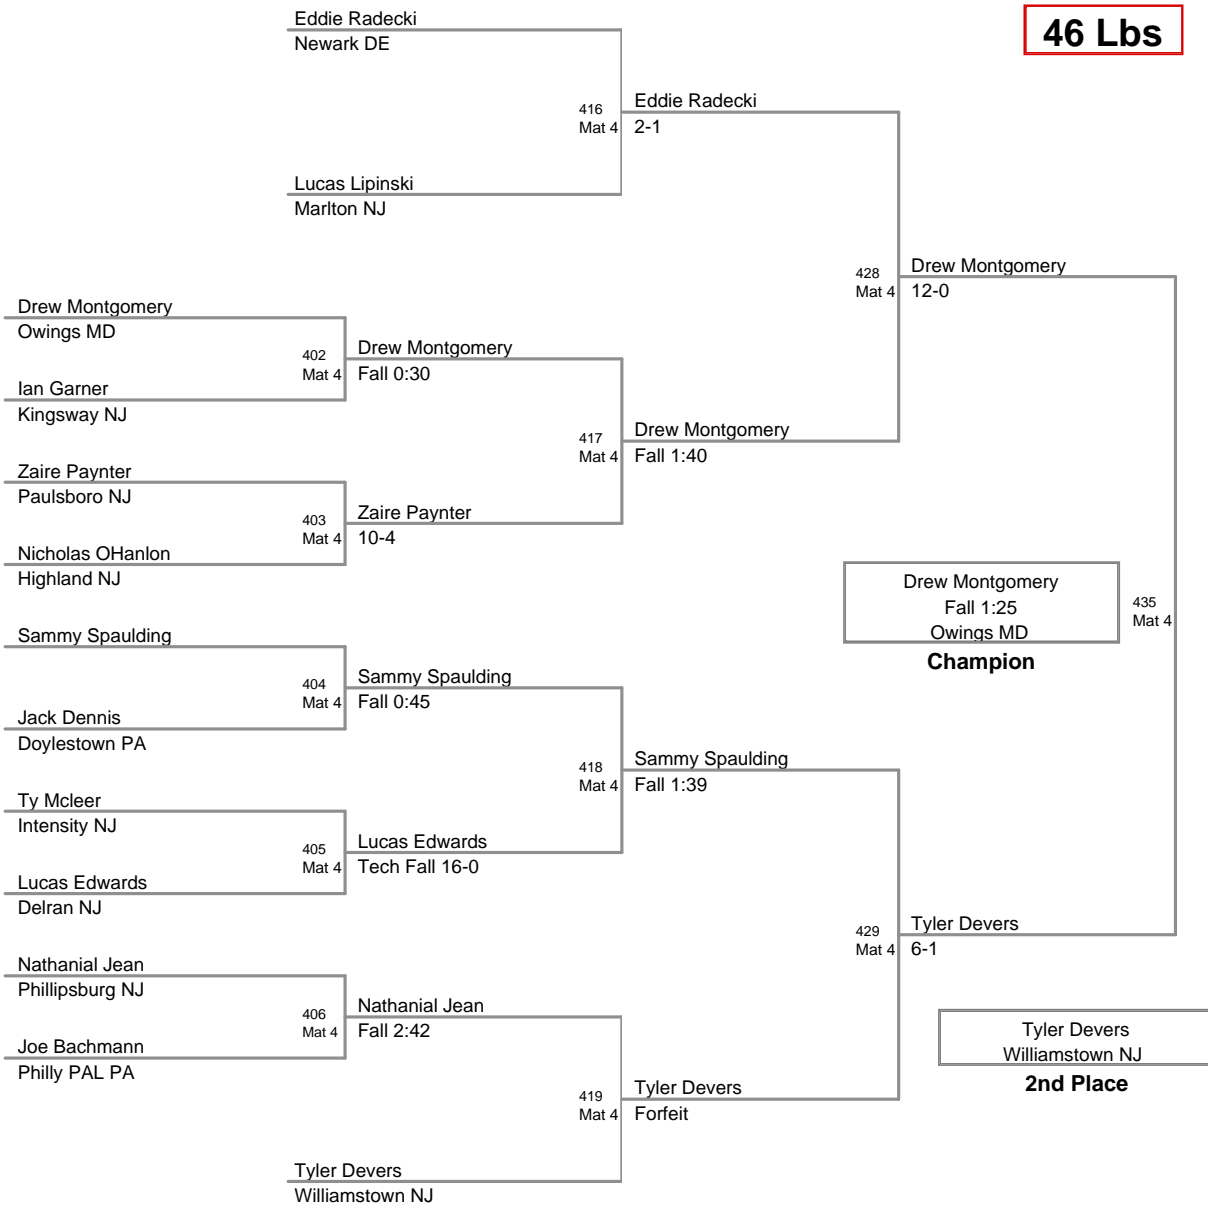 46 Lbs
Eddie Radecki
Newark DE
416
Mat 4
Eddie Radecki
2-1
Lucas Lipinski
Marlton NJ
428
Mat 4
Drew Montgomery
12-0
Drew Montgomery
Owings MD
402
Mat 4
Drew Montgomery
Fall 0:30
Ian Garner
Kingsway NJ
417
Mat 4
Drew Montgomery
Fall 1:40
Zaire Paynter
Paulsboro NJ
403
Mat 4
Zaire Paynter
10-4
Nicholas OHanlon
Highland NJ
Drew Montgomery
Fall 1:25
Owings MD
Champion
435
Mat 4
Sammy Spaulding
404
Mat 4
Sammy Spaulding
Fall 0:45
Jack Dennis
Doylestown PA
418
Mat 4
Sammy Spaulding
Fall 1:39
Ty Mcleer
Intensity NJ
405
Mat 4
Lucas Edwards
Tech Fall 16-0
Lucas Edwards
Delran NJ
429
Mat 4
Tyler Devers
6-1
Nathanial Jean
Phillipsburg NJ
406
Mat 4
Nathanial Jean
Fall 2:42
Joe Bachmann
Philly PAL PA
Tyler Devers
Williamstown NJ
2nd Place
419
Mat 4
Tyler Devers
Forfeit
Tyler Devers
Williamstown NJ